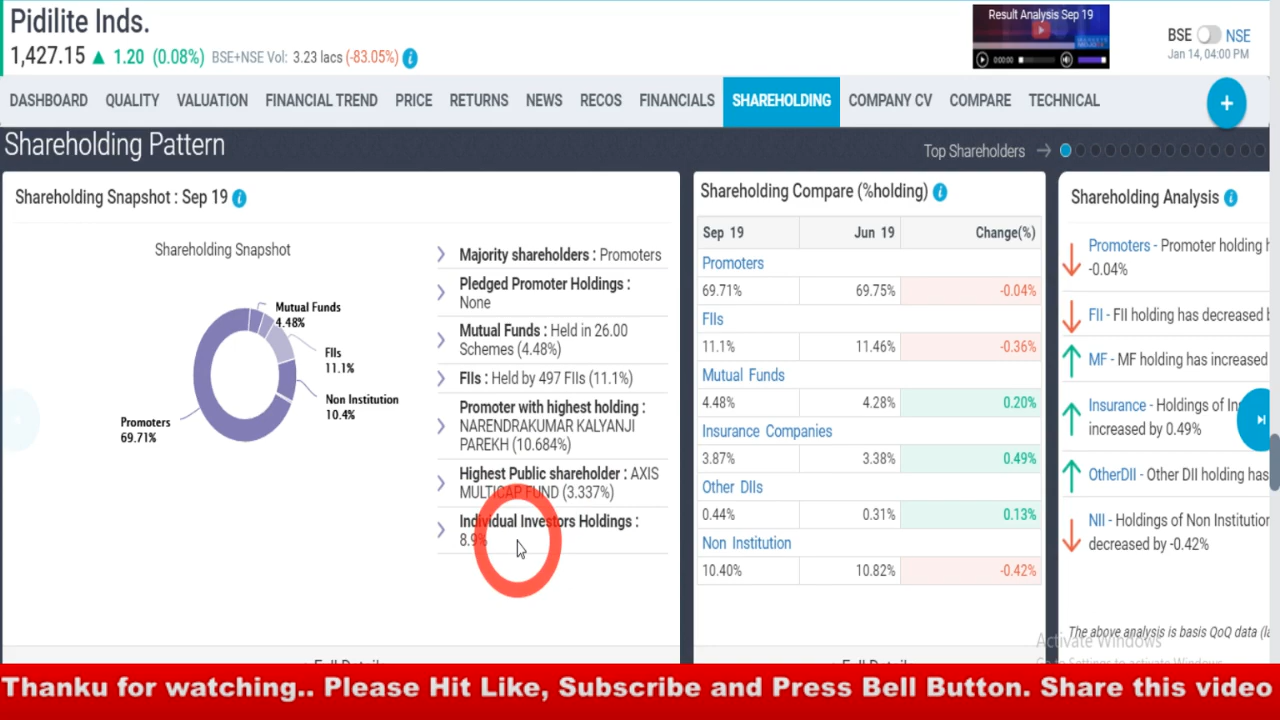 Pidilite Inds.
1,427.15 ▲ 1.20 (0.08%) BSE+NSE Vol: 3.23 lacs (-83.05%)
Result Analysis Sep 19
0:00:00
BSE NSE
Jan 14, 04:00 PM
DASHBOARD QUALITY VALUATION FINANCIAL TREND PRICE RETURNS NEWS RECOS FINANCIALS SHAREHOLDING COMPANY CV COMPARE TECHNICAL
+
Shareholding Pattern
Top Shareholders →
Shareholding Snapshot : Sep 19
Shareholding Snapshot
Mutual Funds
4.48%
FIIs
11.1%
Non Institution
10.4%
Promoters
69.71%
Majority shareholders : Promoters
Pledged Promoter Holdings :
None
Mutual Funds : Held in 26.00
Schemes (4.48%)
FIIs : Held by 497 FIIs (11.1%)
Promoter with highest holding :
NARENDRAKUMAR KALYANJI
PAREKH (10.684%)
Highest Public shareholder : AXIS
MULTICAP FUND (3.337%)
Individual Investors Holdings :
8.9%
Shareholding Compare (%holding)
Sep 19 Jun 19 Change(%)
Promoters
69.71% 69.75% -0.04%
FIIs
11.1% 11.46% -0.36%
Mutual Funds
4.48% 4.28% 0.20%
Insurance Companies
3.87% 3.38% 0.49%
Other DIIs
0.44% 0.31% 0.13%
Non Institution
10.40% 10.82% -0.42%
Shareholding Analysis
Promoters - Promoter holding
-0.04%
FII - FII holding has decreased
MF - MF holding has increased
Insurance - Holdings of
increased by 0.49%
OtherDII - Other DII holding has
NII - Holdings of Non Institution
decreased by -0.42%
The above analysis is basis QoQ data
Activate Windows
Go to Settings to activate Windows.
Thanku for watching.. Please Hit Like, Subscribe and Press Bell Button. Share this video